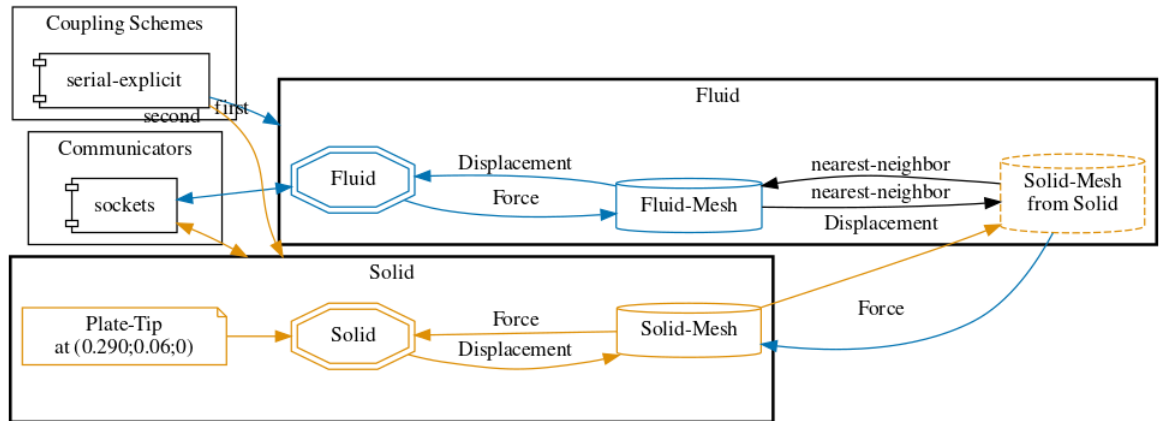 Coupling Schemes
serial-explicit
first
second
Fluid
Communicators
sockets
Fluid
Displacement
Force
Fluid-Mesh
nearest-neighbor
nearest-neighbor
Displacement
Solid-Mesh
from Solid
Solid
Plate-Tip
at (0.290;0.06;0)
Solid
Force
Displacement
Solid-Mesh
Force